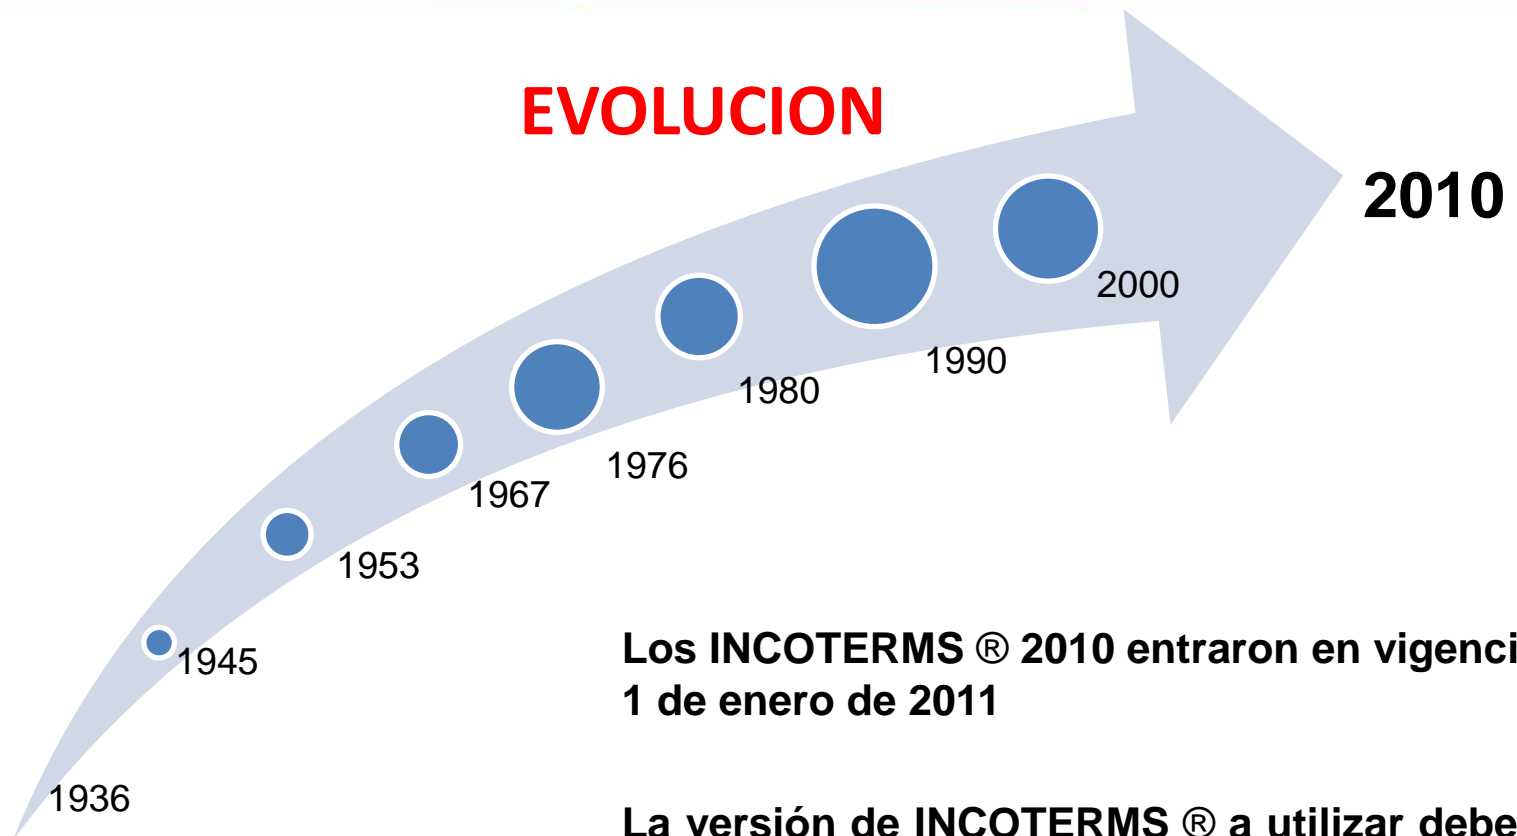 EVOLUCION
2010
2000
1990
1980
1976
1967
1953
1945
1936
Los INCOTERMS ® 2010 entraron en vigenci
1 de enero de 2011
La versión de INCOTERMS ® a utilizar debe